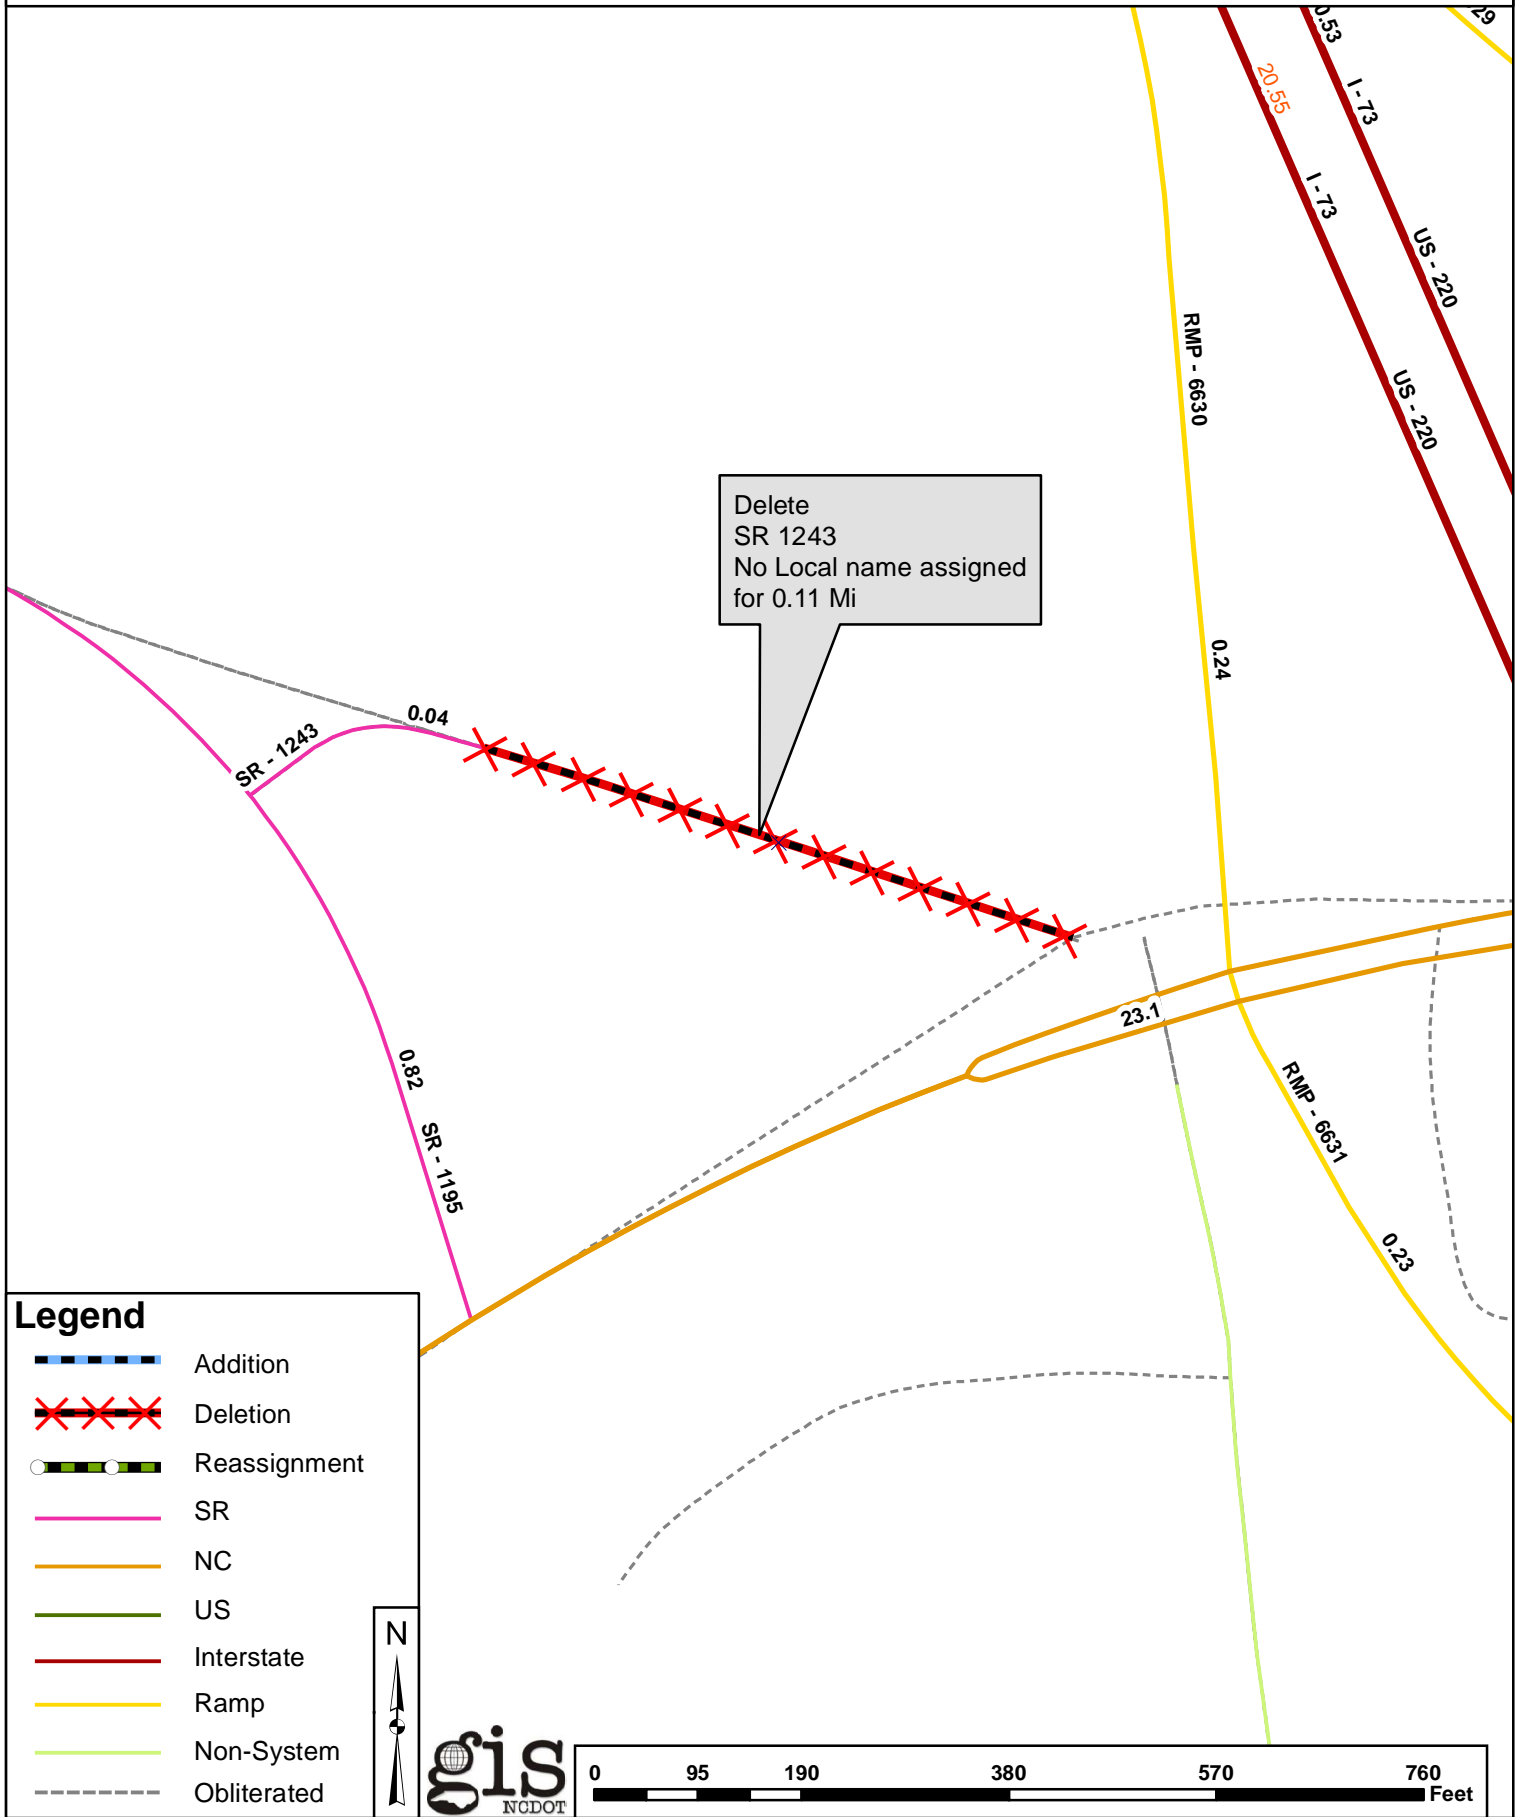 0.53
29
20.55
I - 73
I - 73
US - 220
US - 220
RMP - 6630
Delete
SR 1243
No Local name assigned
for 0.11 Mi
0.24
0.04
SR - 1243
23.1
0.82
SR - 1195
RMP - 6631
0.23
Legend
Addition
Deletion
Reassignment
SR
NC
US
Interstate
Ramp
Non-System
Obliterated
N
gis
NCDOT
0 95 190 380 570 760
Feet